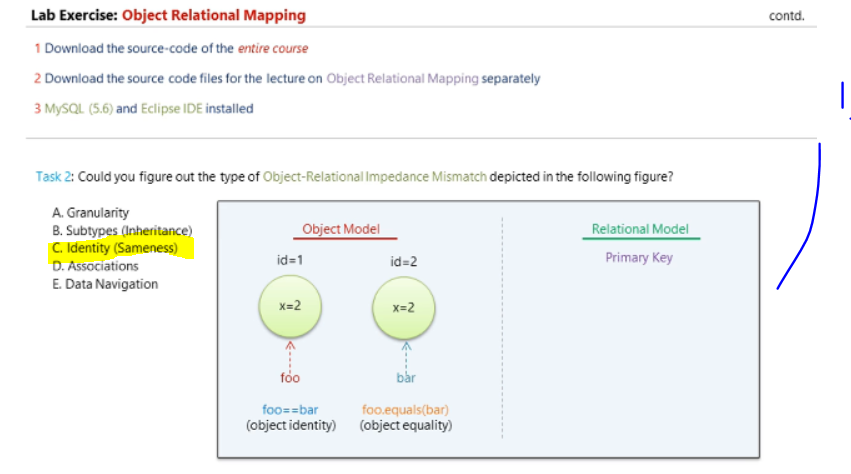 Lab Exercise: Object Relational Mapping
contd.
1 Download the source-code of the entire course
2 Download the source code files for the lecture on Object Relational Mapping separately
3 MySQL (5.6) and Eclipse IDE installed
Task 2: Could you figure out the type of Object-Relational Impedance Mismatch depicted in the following figure?
A. Granularity
B. Subtypes (Inheritance)
C. Identity (Sameness)
D. Associations
E. Data Navigation
Object Model
Relational Model
id=1
id=2
Primary Key
x=2
x=2
foo
bar
foo==bar
foo.equals(bar)
(object identity)
(object equality)